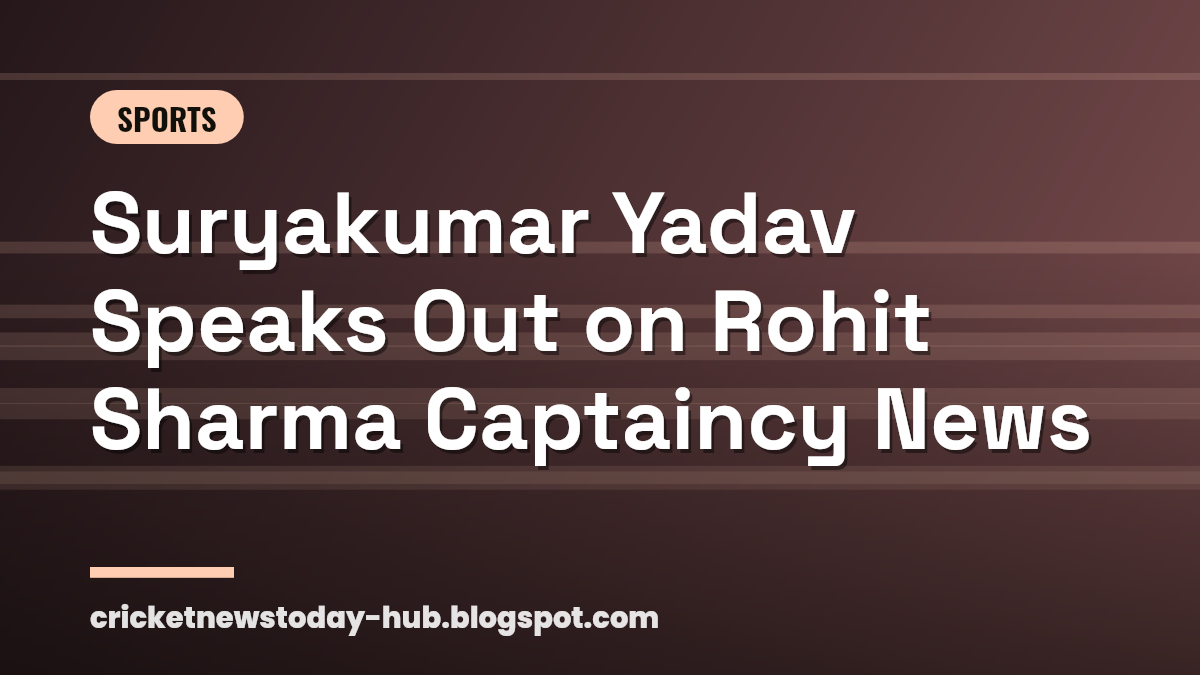 SPORTS
Suryakumar Yadav
Speaks Out on Rohit
Sharma Captaincy News
cricketnewstoday-hub.blogspot.com